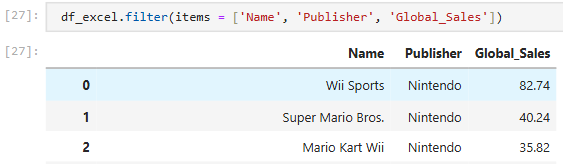 [27]: df_excel.filter(items = ['Name', 'Publisher', 'Global_Sales'])
[27]:
Name Publisher Global_Sales
0 Wii Sports Nintendo 82.74
1 Super Mario Bros. Nintendo 40.24
2 Mario Kart Wii Nintendo 35.82